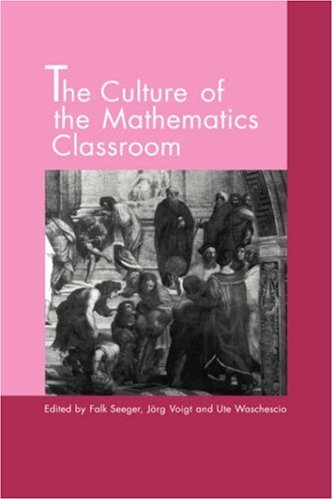 The Culture of
the Mathematics
Classroom
Edited by Falk Seeger, Jörg Voigt and Ute Waschescio